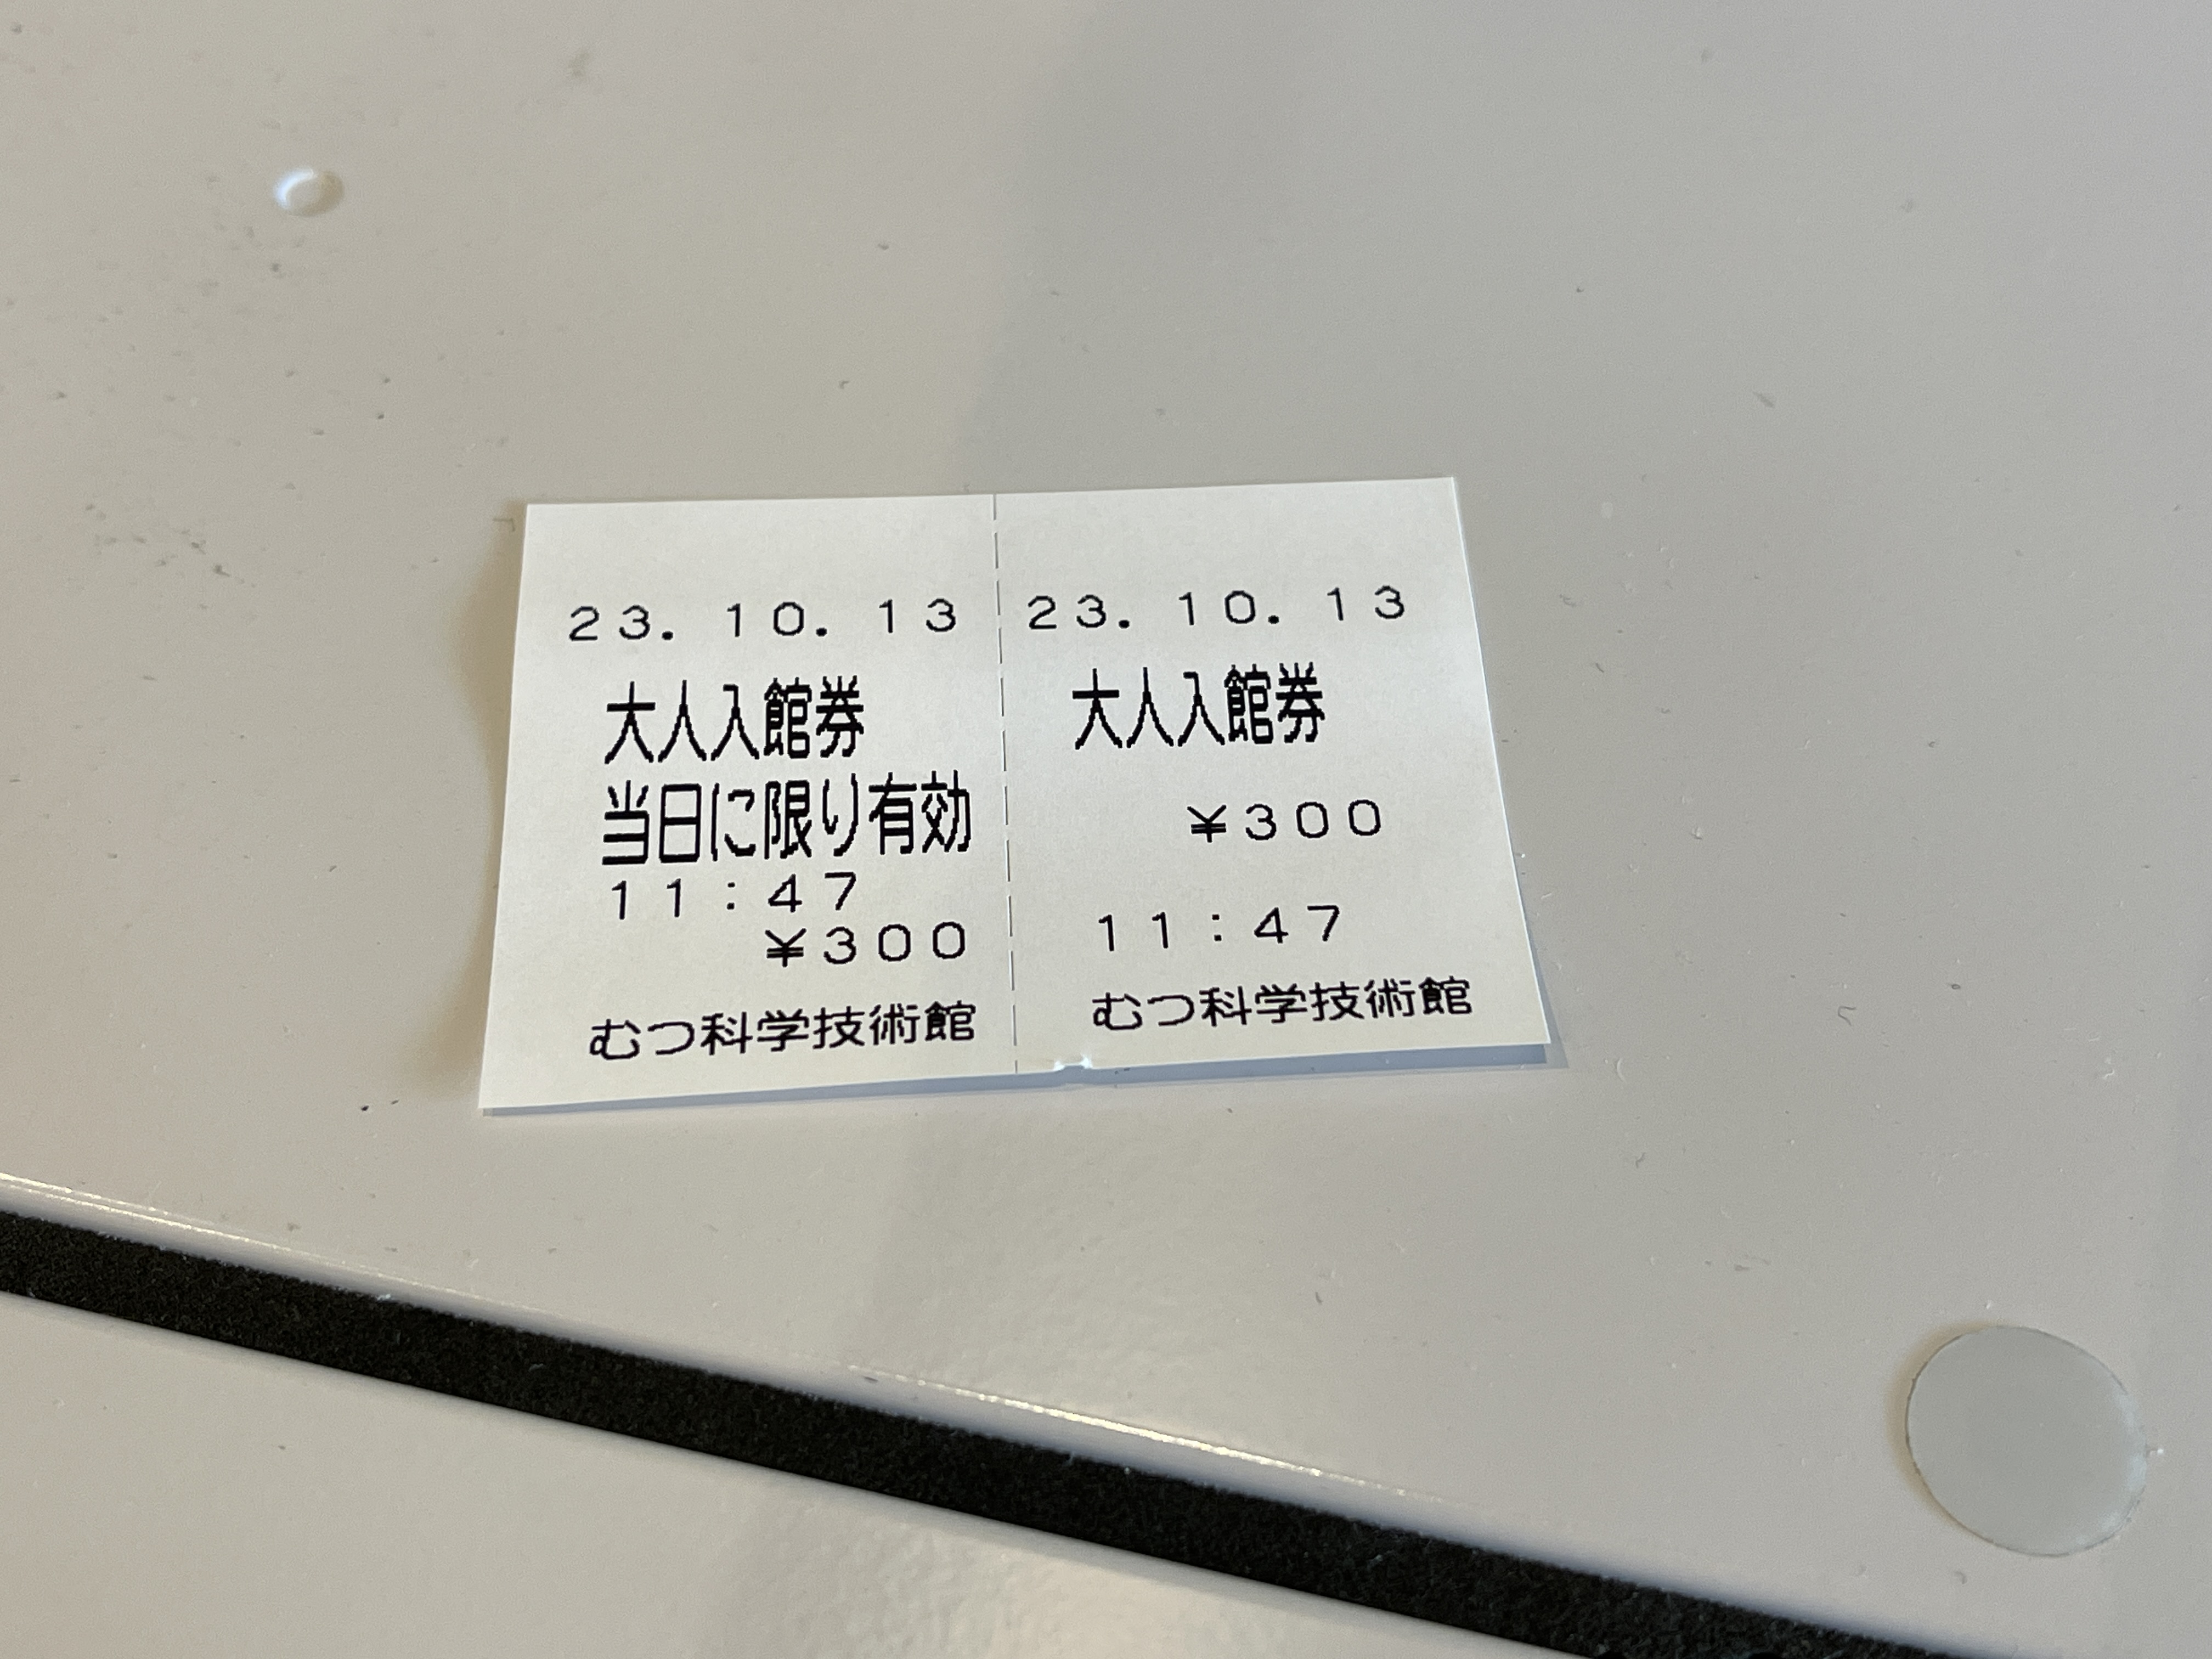 23. 10. 13
大人入館券
当日に限り有効
11:47
¥300
むつ科学技術館
23. 10. 13
大人入館券
¥300
11:47
むつ科学技術館